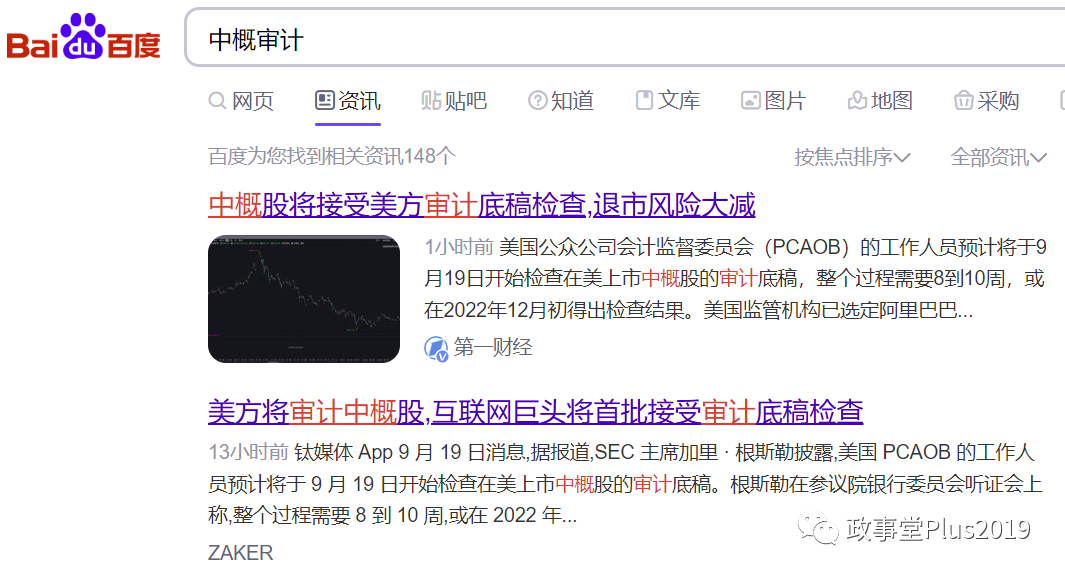 Bai du 百度
中概审计
网页 资讯 贴吧 知道 文库 图片 地图 采购
百度为您找到相关资讯148个 按焦点排序 全部资讯
中概股将接受美方审计底稿检查,退市风险大减
1小时前 美国公众公司会计监督委员会（PCAOB）的工作人员预计将于9
月19日开始检查在美上市中概股的审计底稿，整个过程需要8到10周，或
在2022年12月初得出检查结果。美国监管机构已选定阿里巴巴...
第一财经
美方将审计中概股,互联网巨头将首批接受审计底稿检查
13小时前 钛媒体 App 9 月 19 日消息,据报道,SEC 主席加里 · 根斯勒披露,美国 PCAOB 的工作人
员预计将于 9 月 19 日开始检查在美上市中概股的审计底稿。根斯勒在参议院银行委员会听证会上
称,整个过程需要 8 到 10 周,或在 2022 年...
政事堂Plus2019
ZAKER